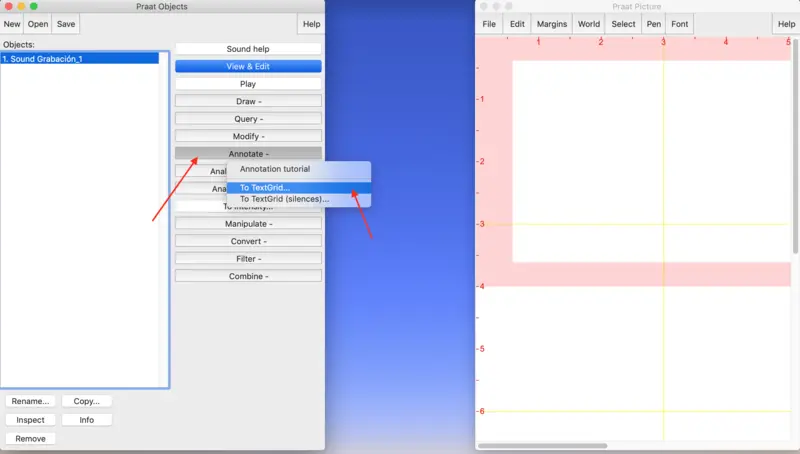 Praat Objects
New
Open
Save
Help
Objects:
1. Sound Grabación_1
Sound help
View & Edit
Play
Draw -
Query -
Modify -
Annotate -
Annotation tutorial
To TextGrid...
To TextGrid (silences)...
Anal
Ana
To Intensity...
Manipulate -
Convert -
Filter -
Combine -
Rename...
Copy...
Inspect
Info
Remove
Praat Picture
File
Edit
Margins
World
Select
Pen
Font
Help
1
2
3
4
5
-1
-2
-3
-4
-5
-6